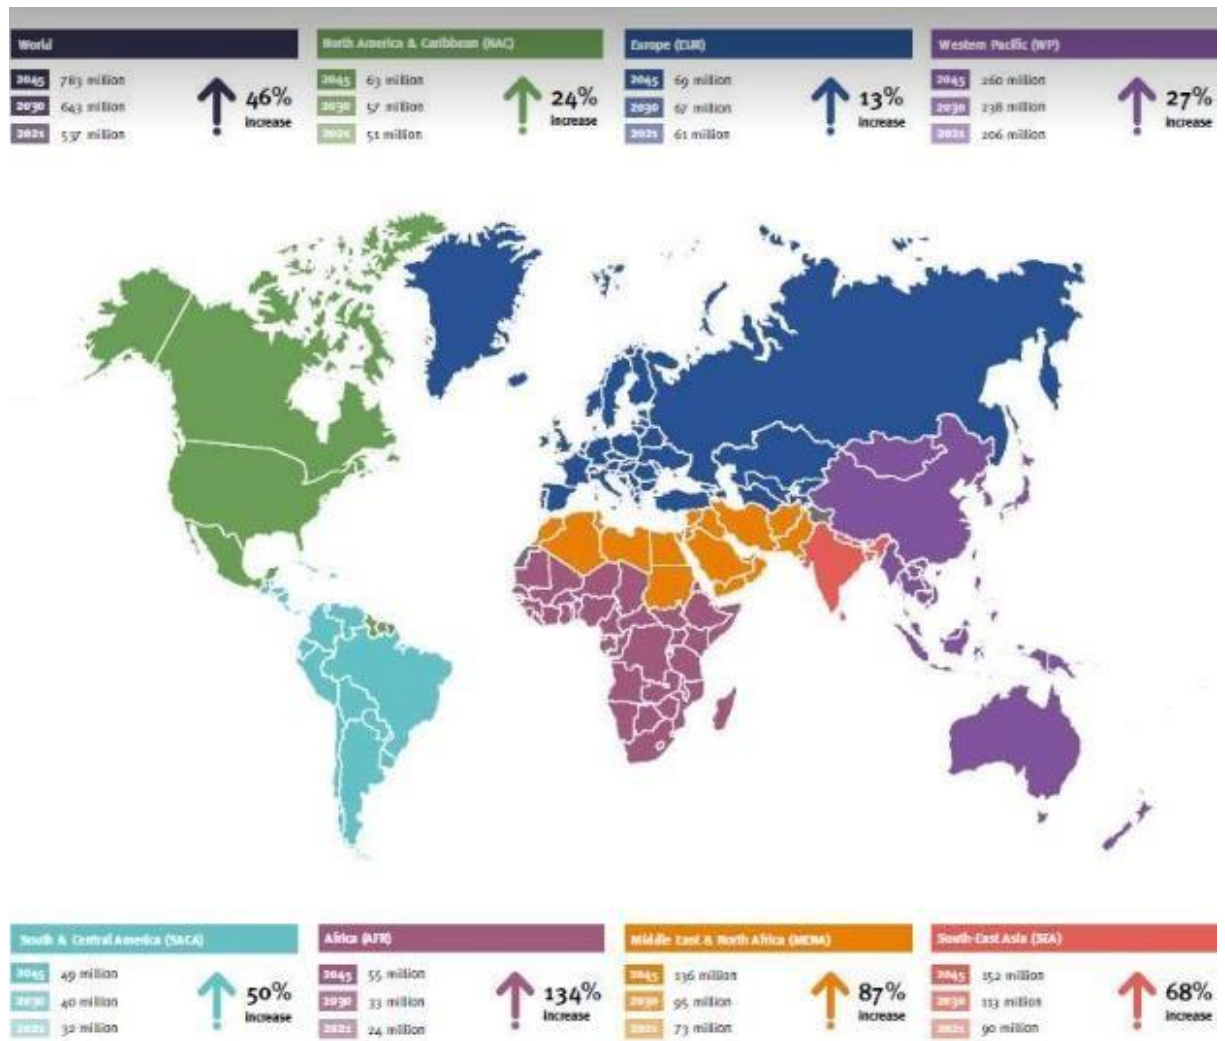 World
2045 783 million
2030 643 million
2021 537 million
46%
increase
North America & Caribbean (NAC)
2045 63 million
2030 57 million
2021 51 million
24%
increase
Europe (EUR)
2045 69 million
2030 67 million
2021 61 million
13%
increase
Western Pacific (WP)
2045 260 million
2030 238 million
2021 206 million
27%
increase
South & Central America (SACA)
2045 49 million
2030 40 million
2021 32 million
50%
increase
Africa (AFR)
2045 55 million
2030 33 million
2021 24 million
134%
increase
Middle East & North Africa (MENA)
2045 136 million
2030 95 million
2021 73 million
87%
increase
South-East Asia (SEA)
2045 152 million
2030 113 million
2021 90 million
68%
increase